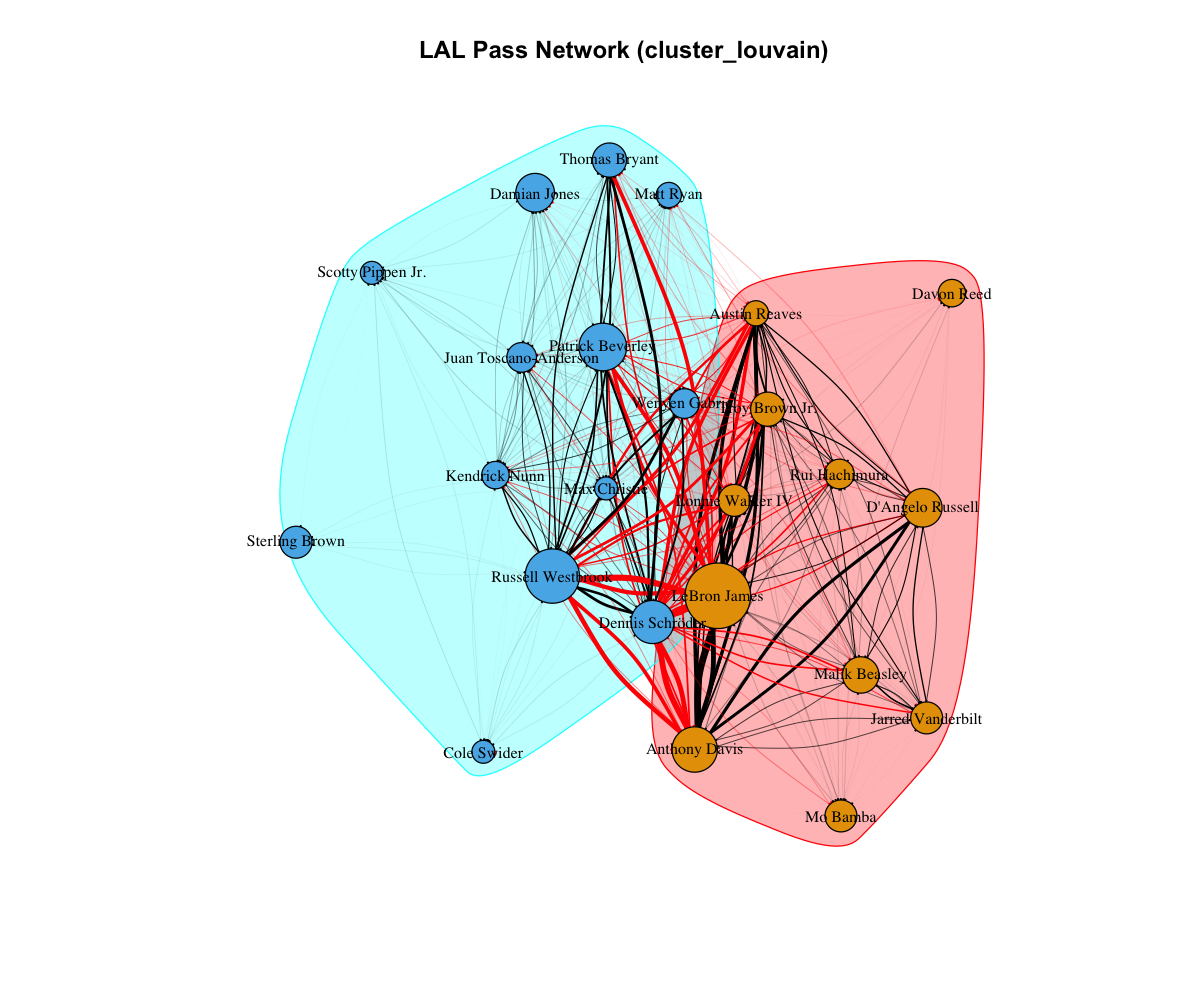 LAL Pass Network (cluster_louvain)
Thomas Bryant
Damian Jones
Matt Ryan
Scotty Pippen Jr.
Davon Reed
Austin Reaves
Patrick Beverley
Juan Toscano-Anderson
Wenyen Gabriel
Troy Brown Jr.
Kendrick Nunn
Max Christie
Rui Hachimura
Lonnie Walker IV
D'Angelo Russell
Sterling Brown
Russell Westbrook
LeBron James
Dennis Schroder
Malik Beasley
Jarred Vanderbilt
Anthony Davis
Cole Swider
Mo Bamba